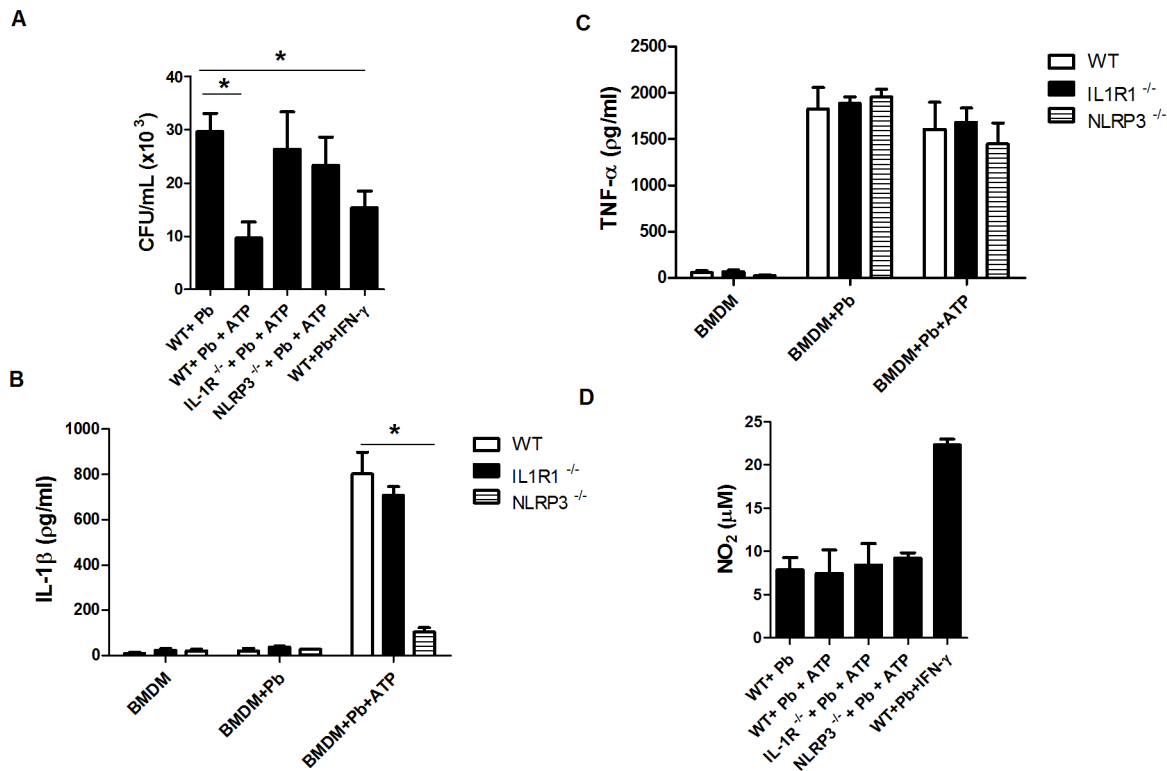 A
*
*
CFU/mL (x10 3)
40
30
20
10
0
WT+ Pb
WT+ Pb + ATP
IL-1R -/- + Pb + ATP
NLRP3 -/- + Pb + ATP
WT+Pb+IFN-γ
B
*
IL-1β (ρg/ml)
1000
800
600
400
200
0
BMDM
BMDM+Pb
BMDM+Pb+ATP
WT
IL1R1 -/-
NLRP3 -/-
C
TNF-α (ρg/ml)
2500
2000
1500
1000
500
0
BMDM
BMDM+Pb
BMDM+Pb+ATP
WT
IL1R1 -/-
NLRP3 -/-
D
NO2 (μM)
25
20
15
10
5
0
WT+ Pb
WT+ Pb + ATP
IL-1R -/- + Pb + ATP
NLRP3 -/- + Pb + ATP
WT+Pb+IFN-γ